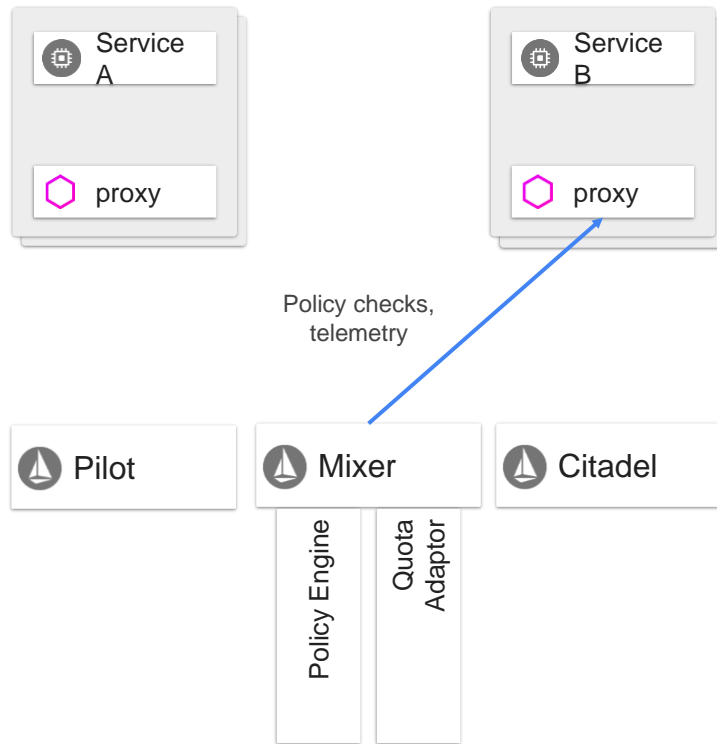 Service
A
Service
B
proxy
proxy
Policy checks,
telemetry
Pilot
Mixer
Citadel
Policy Engine
Quota
Adaptor